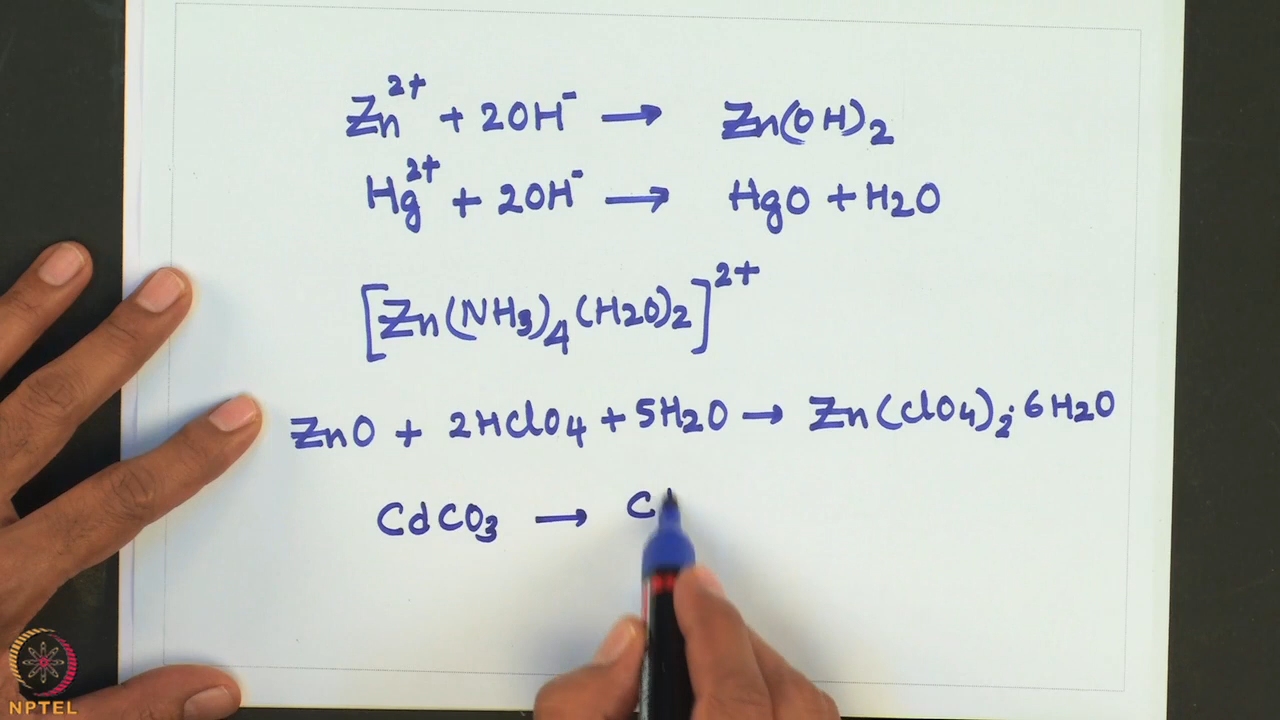 Zn²⁺ + 2OH⁻ → Zn(OH)₂
Hg²⁺ + 2OH⁻ → HgO + H2O
[Zn(NH₃)₄(H2O)₂]²⁺
ZnO + 2HClO₄ + 5H₂O → Zn(ClO₄)₂·6H₂O
CdCO₃ → C
NPTEL